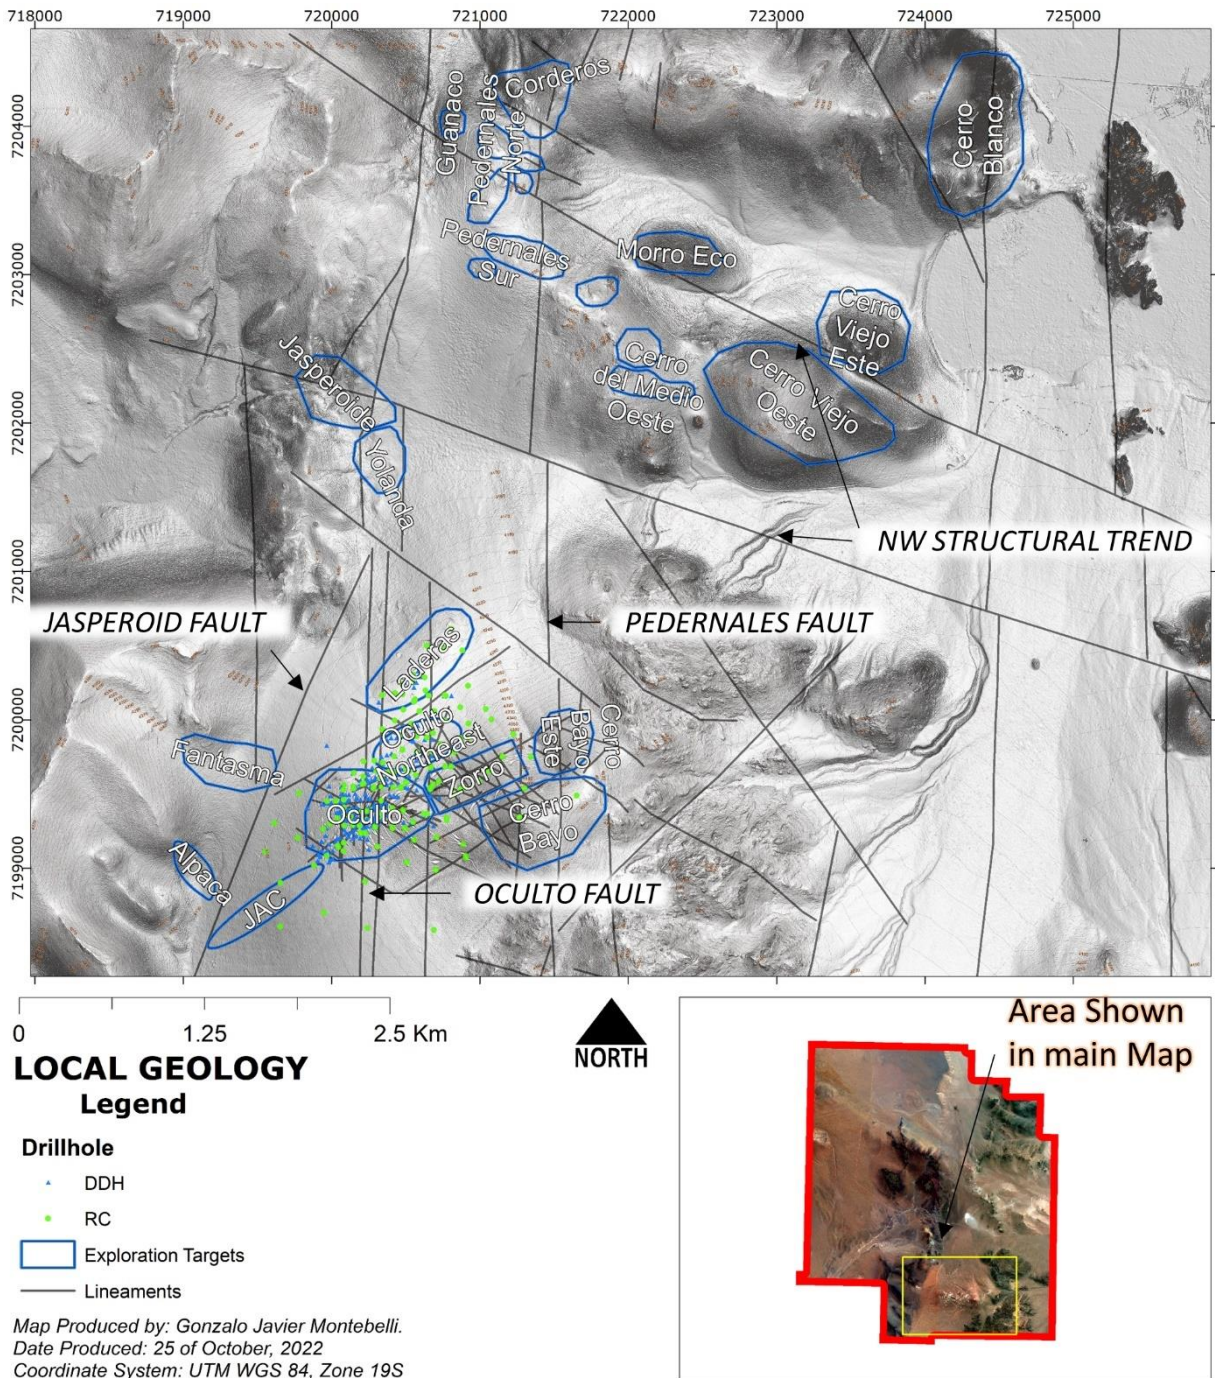 718000 719000 720000 721000 722000 723000 724000 725000
7204000
7203000
7202000
7201000
7200000
7199000
Guanaco
Pedernales
Norte
Corderos
Cerro
Blanco
Pedernales
Sur
Morro Eco
Cerro
Viejo
Este
Cerro Viejo
Oeste
Cerro
del Medio
Oeste
Jasperoide
Yolanda
NW STRUCTURAL TREND
JASPEROID FAULT
PEDERNALES FAULT
Laderas
Oculto
Northeast
Cerro
Bayo
Este
Fantasma
Zorro
Oculto
Cerro
Bayo
Alpaca
JAC
OCULTO FAULT
0 1.25 2.5 Km
NORTH
LOCAL GEOLOGY
Legend
Drillhole
DDH
RC
Exploration Targets
Lineaments
Map Produced by: Gonzalo Javier Montebelli.
Date Produced: 25 of October, 2022
Coordinate System: UTM WGS 84, Zone 19S
Area Shown
in main Map